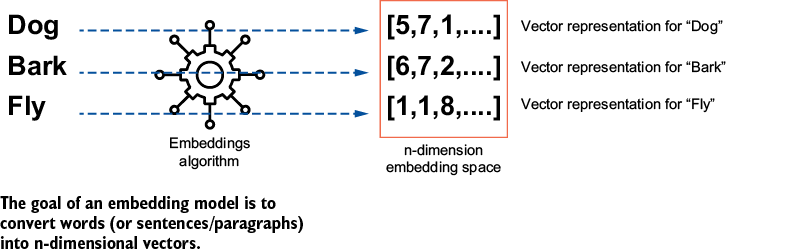 Dog
[5,7,1,....]
Vector representation for “Dog”
Bark
[6,7,2,....]
Vector representation for “Bark”
Fly
[1,1,8,....]
Vector representation for “Fly”
Embeddings
algorithm
n-dimension
embedding space
The goal of an embedding model is to
convert words (or sentences/paragraphs)
into n-dimensional vectors.